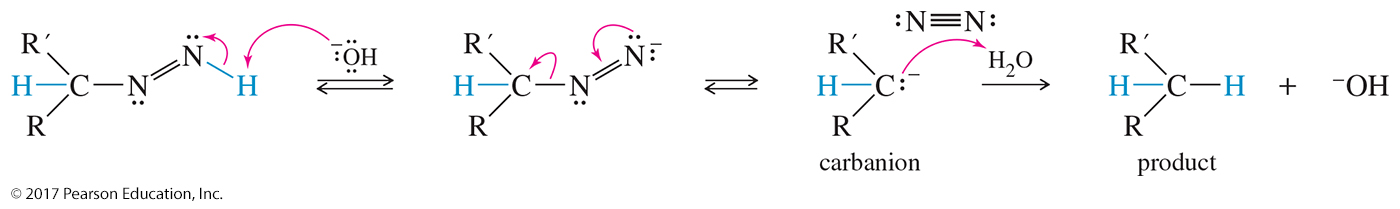 R´ H—C—N̤=N̈—H R
⁻:ÖH
R´ H—C—N̤=N̈:⁻ R
R´ H—C:⁻ R
:N≡N:
H₂O
R´ H—C—H R + ⁻OH
carbanion
product
© 2017 Pearson Education, Inc.